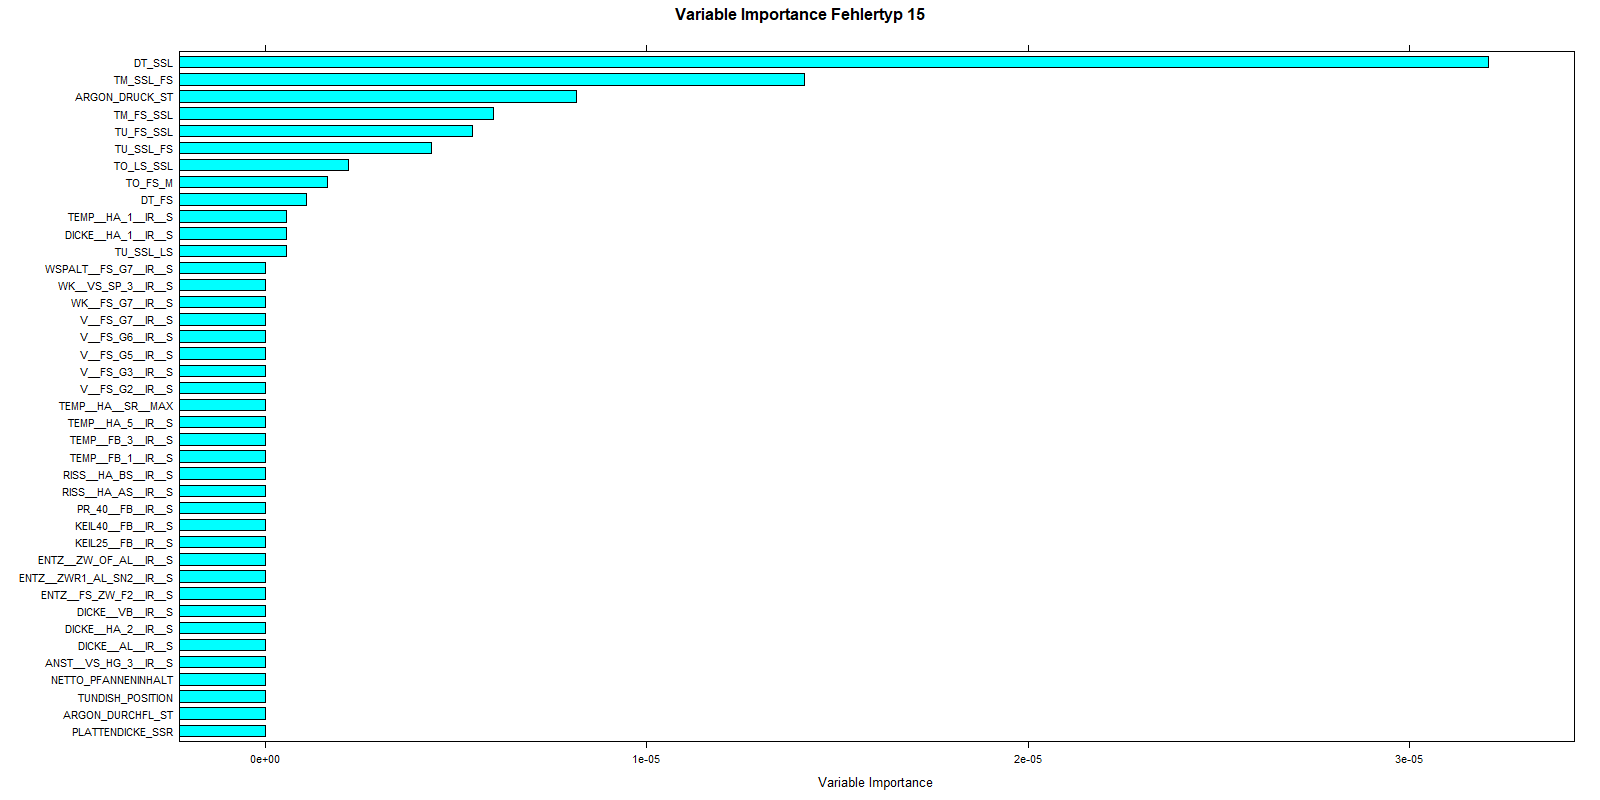 Variable Importance Fehlertyp 15
DT_SSL
TM_SSL_FS
ARGON_DRUCK_ST
TM_FS_SSL
TU_FS_SSL
TU_SSL_FS
TO_LS_SSL
TO_FS_M
DT_FS
TEMP__HA_1__IR__S
DICKE__HA_1__IR__S
TU_SSL_LS
WSPALT__FS_G7__IR__S
WK__VS_SP_3__IR__S
WK__FS_G7__IR__S
V__FS_G7__IR__S
V__FS_G6__IR__S
V__FS_G5__IR__S
V__FS_G3__IR__S
V__FS_G2__IR__S
TEMP__HA__SR__MAX
TEMP__HA_5__IR__S
TEMP__FB_3__IR__S
TEMP__FB_1__IR__S
RISS__HA_BS__IR__S
RISS__HA_AS__IR__S
PR_40__FB__IR__S
KEIL40__FB__IR__S
KEIL25__FB__IR__S
ENTZ__ZW_OF_AL__IR__S
ENTZ__ZWR1_AL_SN2__IR__S
ENTZ__FS_ZW_F2__IR__S
DICKE__VB__IR__S
DICKE__HA_2__IR__S
DICKE__AL__IR__S
ANST__VS_HG_3__IR__S
NETTO_PFANNENINHALT
TUNDISH_POSITION
ARGON_DURCHFL_ST
PLATTENDICKE_SSR
0e+00 1e-05 2e-05 3e-05
Variable Importance